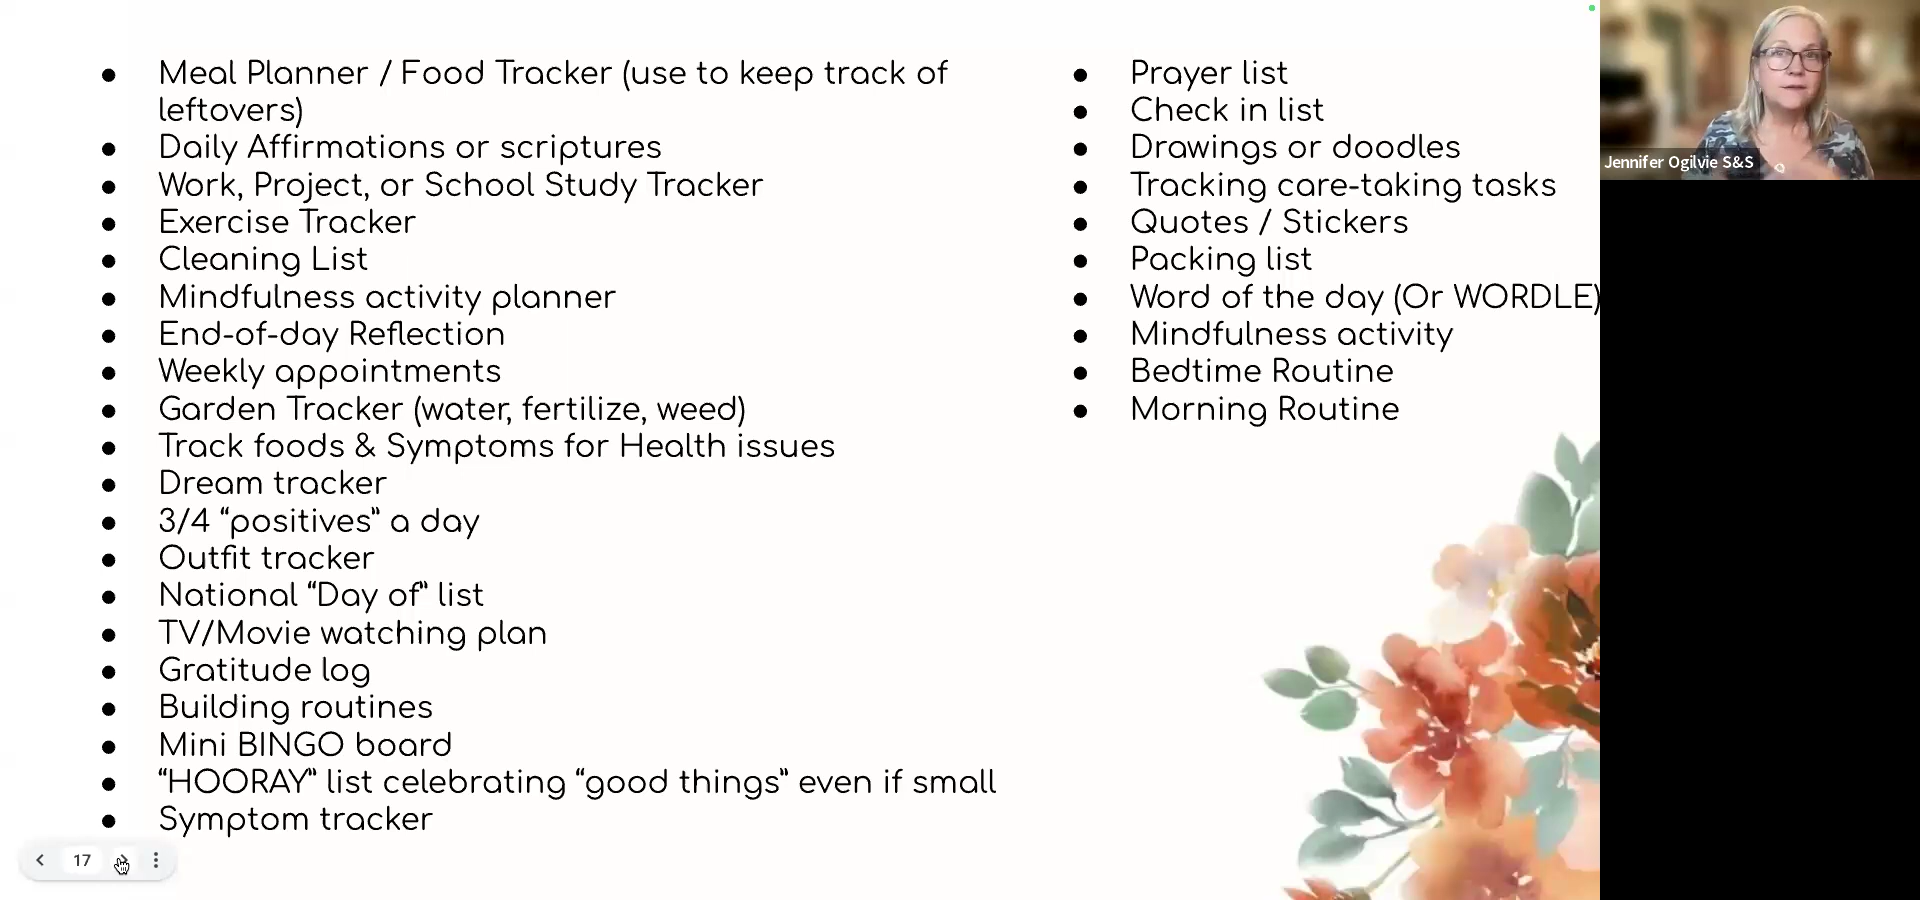 Meal Planner / Food Tracker (use to keep track of
leftovers)
Daily Affirmations or scriptures
Work, Project, or School Study Tracker
Exercise Tracker
Cleaning List
Mindfulness activity planner
End-of-day Reflection
Weekly appointments
Garden Tracker (water, fertilize, weed)
Track foods & Symptoms for Health issues
Dream tracker
3/4 “positives” a day
Outfit tracker
National “Day of” list
TV/Movie watching plan
Gratitude log
Building routines
Mini BINGO board
“HOORAY” list celebrating “good things” even if small
Symptom tracker
Prayer list
Check in list
Drawings or doodles
Tracking care-taking tasks
Quotes / Stickers
Packing list
Word of the day (Or WORDLE)
Mindfulness activity
Bedtime Routine
Morning Routine
Jennifer Ogilvie S&S
17